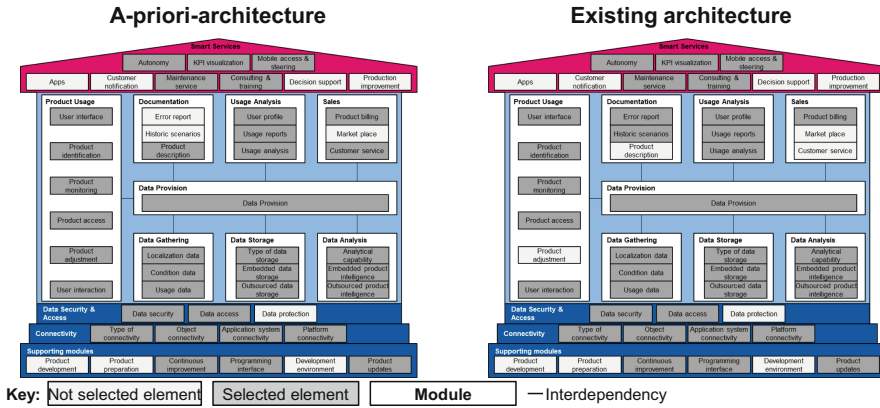 A-priori-architecture
Smart Services
Autonomy
KPI visualization
Mobile access &
steering
Apps
Customer
notification
Maintenance
service
Consulting &
training
Decision support
Production
improvement
Product Usage
User interface
Product
identification
Product
monitoring
Product access
Product
adjustment
User interaction
Documentation
Error report
Historic scenarios
Product
description
Usage Analysis
User profile
Usage reports
Usage analysis
Sales
Product billing
Market place
Customer service
Data Provision
Data Provision
Data Gathering
Localization data
Condition data
Usage data
Data Storage
Type of data
storage
Embedded data
storage
Outsourced data
storage
Data Analysis
Analytical
capability
Embedded product
intelligence
Outsourced product
intelligence
Data Security &
Access
Data security
Data access
Data protection
Connectivity
Type of
connectivity
Object
connectivity
Application system
connectivity
Platform
connectivity
Supporting modules
Product
development
Product
preparation
Continuous
improvement
Programming
interface
Development
environment
Product
updates
Existing architecture
Smart Services
Autonomy
KPI visualization
Mobile access &
steering
Apps
Customer
notification
Maintenance
service
Consulting &
training
Decision support
Production
improvement
Product Usage
User interface
Product
identification
Product
monitoring
Product access
Product
adjustment
User interaction
Documentation
Error report
Historic scenarios
Product
description
Usage Analysis
User profile
Usage reports
Usage analysis
Sales
Product billing
Market place
Customer service
Data Provision
Data Provision
Data Gathering
Localization data
Condition data
Usage data
Data Storage
Type of data
storage
Embedded data
storage
Outsourced data
storage
Data Analysis
Analytical
capability
Embedded product
intelligence
Outsourced product
intelligence
Data Security &
Access
Data security
Data access
Data protection
Connectivity
Type of
connectivity
Object
connectivity
Application system
connectivity
Platform
connectivity
Supporting modules
Product
development
Product
preparation
Continuous
improvement
Programming
interface
Development
environment
Product
updates
Key: Not selected element Selected element Module Interdependency